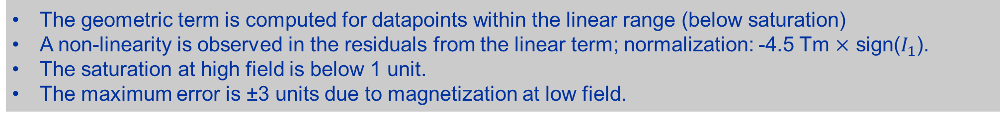 • The geometric term is computed for datapoints within the linear range (below saturation)
• A non-linearity is observed in the residuals from the linear term; normalization: -4.5 Tm × sign(𝐼₁).
• The saturation at high field is below 1 unit.
• The maximum error is ±3 units due to magnetization at low field.